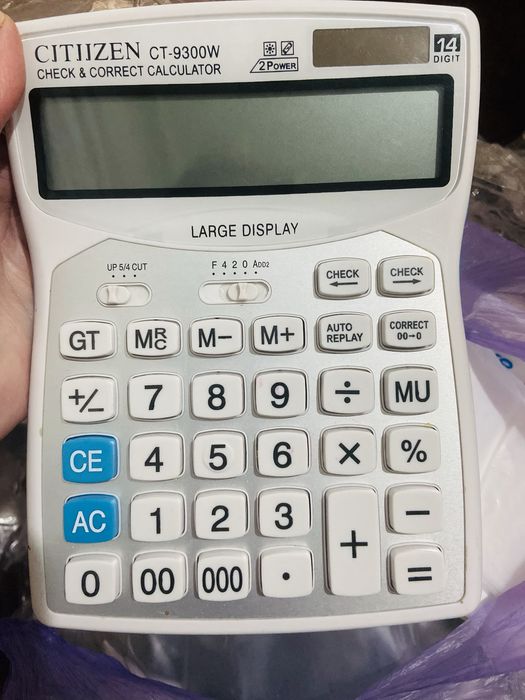 CITIIZEN CT-9300W
CHECK & CORRECT CALCULATOR
2 POWER
14
DIGIT
LARGE DISPLAY
UP 5/4 CUT
F 4 2 0 ADD2
CHECK ←
CHECK →
GT MRC M− M+ AUTO REPLAY CORRECT 00→0
+/− 7 8 9 ÷ MU
CE 4 5 6 × %
AC 1 2 3 + −
0 00 000 . =